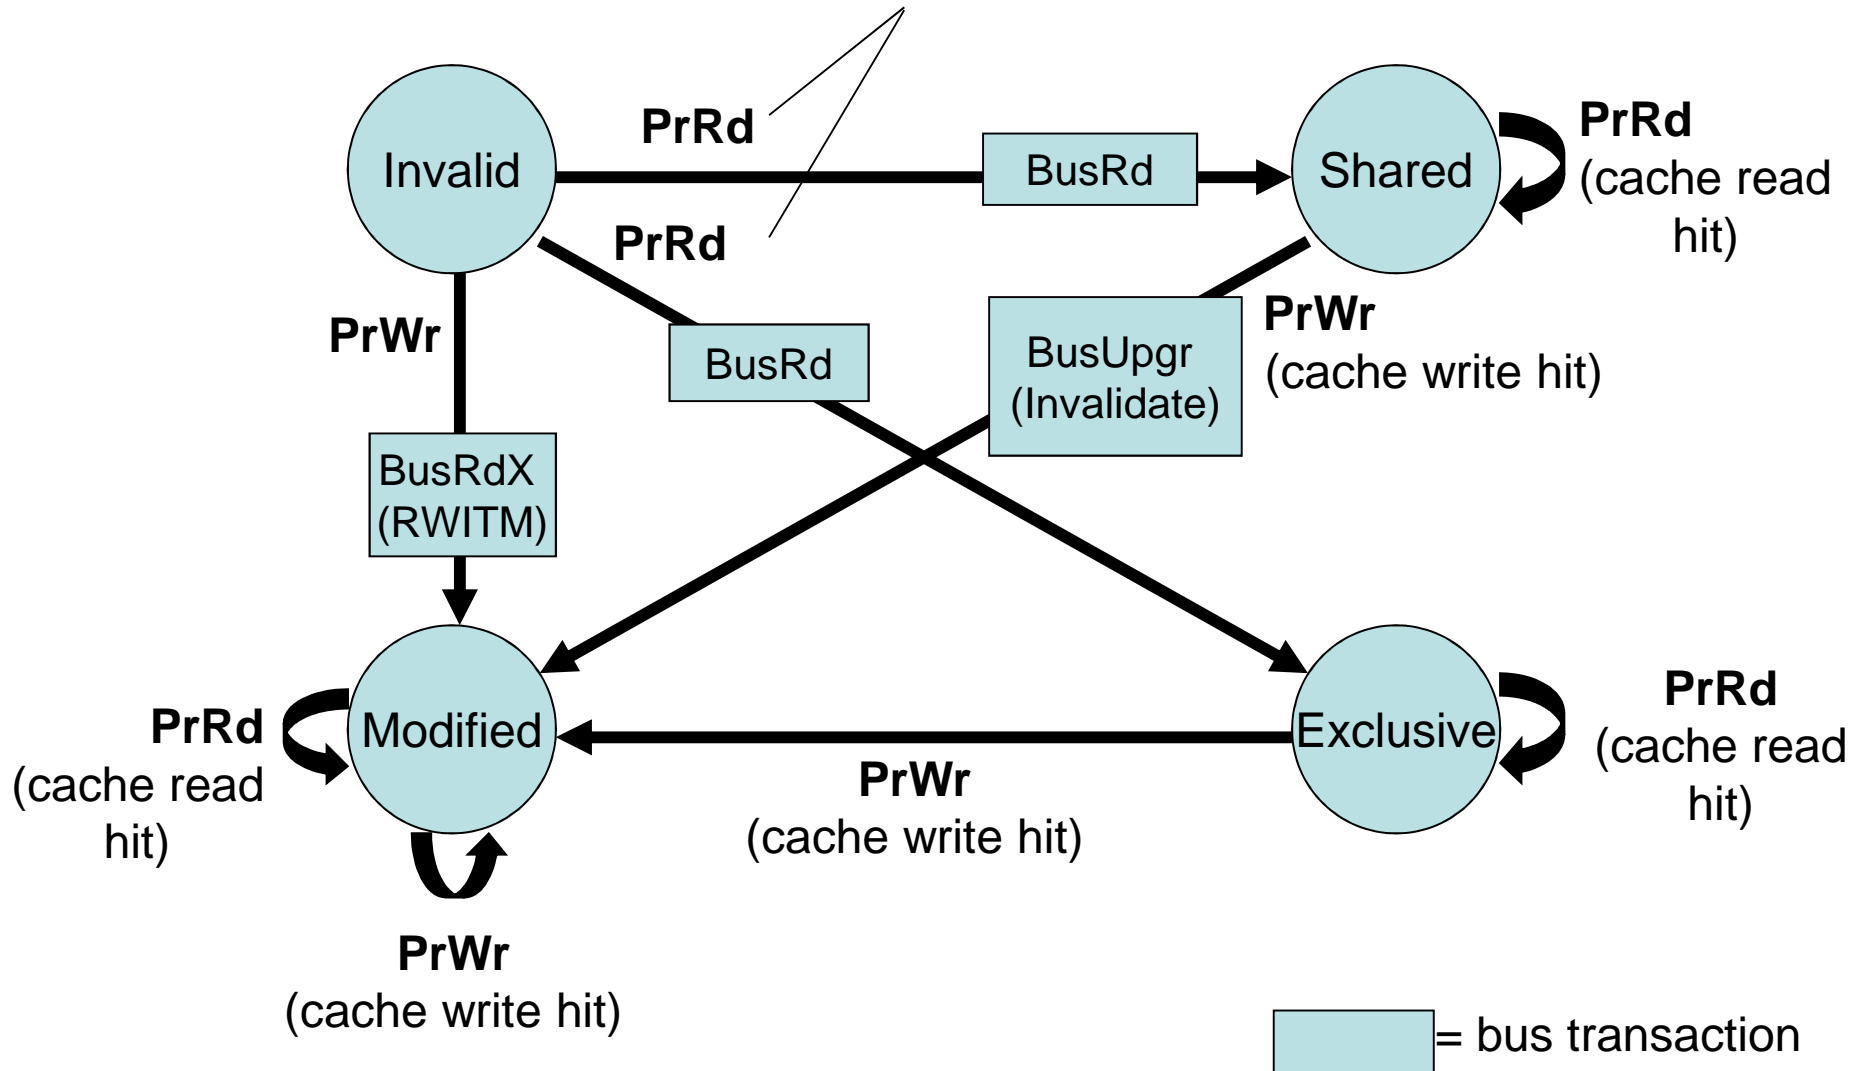 PrRd
Invalid
BusRd
Shared
PrRd
(cache read
hit)
PrRd
PrWr
BusRd
BusUpgr
(Invalidate)
PrWr
(cache write hit)
BusRdX
(RWITM)
PrRd
(cache read
hit)
Modified
Exclusive
PrRd
(cache read
hit)
PrWr
(cache write hit)
PrWr
(cache write hit)
= bus transaction